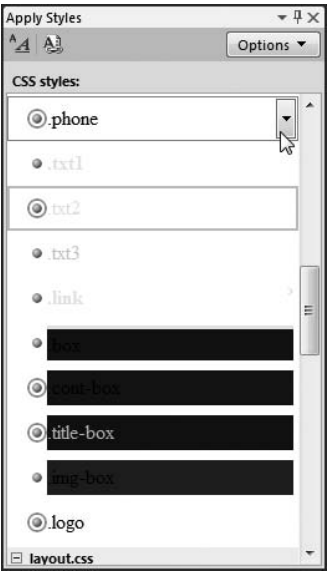 Apply Styles
Options
CSS styles:
.phone
.txt1
.txt2
.txt3
.link
.box
.cont-box
.title-box
.img-box
.logo
layout.css